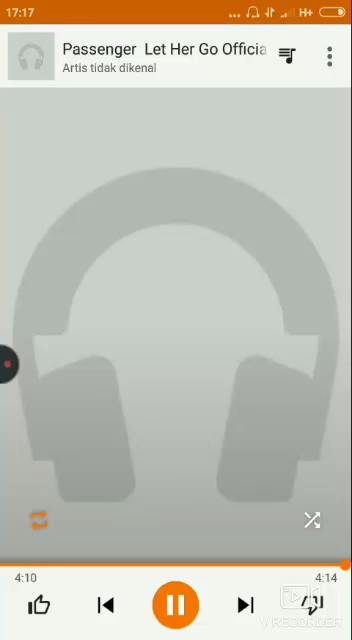 17:17 ... H+
Passenger Let Her Go Officia
Artis tidak dikenal
4:10 4:14
V RECORDER